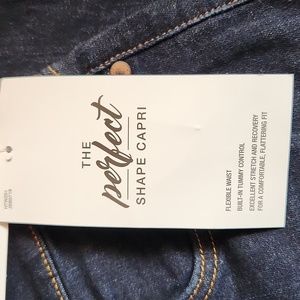 THE
perfect
SHAPE CAPRI
FLEXIBLE WAIST
BUILT-IN TUMMY CONTROL
EXCELLENT STRETCH AND RECOVERY
FOR A COMFORTABLE, FLATTERING FIT